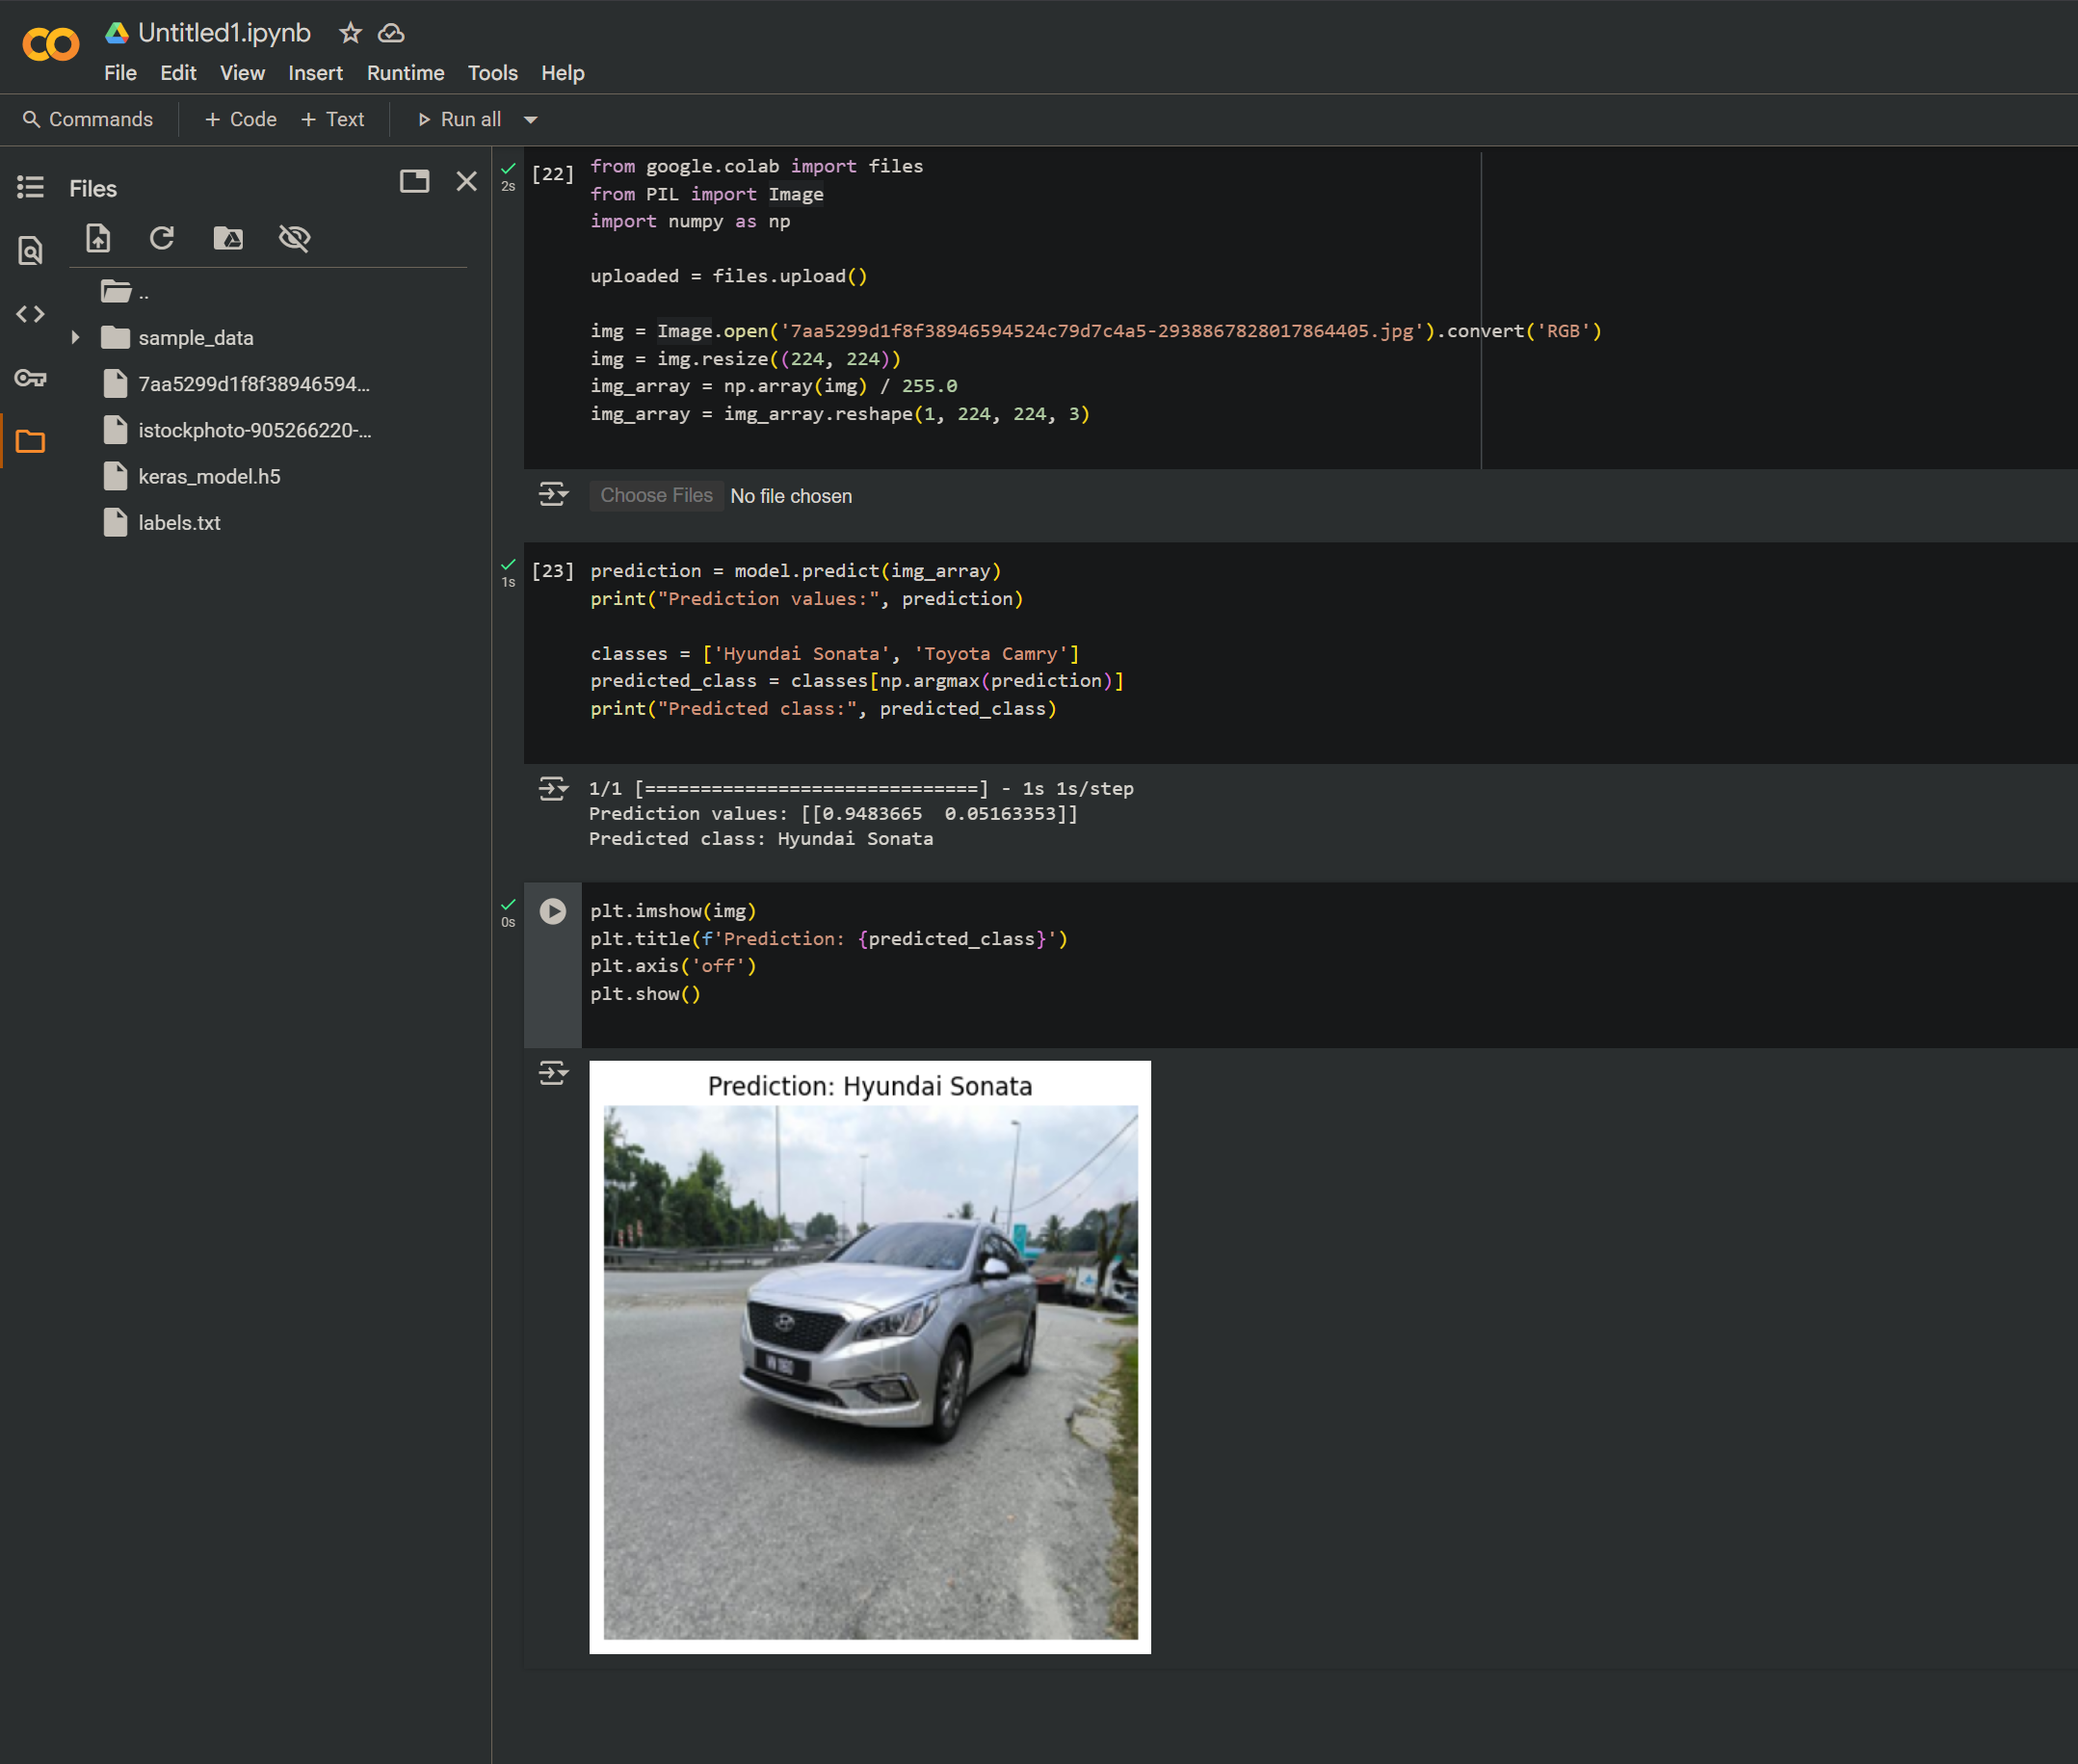 Untitled1.ipynb
File Edit View Insert Runtime Tools Help
Commands + Code + Text Run all
Files
..
sample_data
7aa5299d1f8f38946594...
istockphoto-905266220-...
keras_model.h5
labels.txt
2s
[22]
from google.colab import files
from PIL import Image
import numpy as np
uploaded = files.upload()
img = Image.open('7aa5299d1f8f38946594524c79d7c4a5-2938867828017864405.jpg').convert('RGB')
img = img.resize((224, 224))
img_array = np.array(img) / 255.0
img_array = img_array.reshape(1, 224, 224, 3)
Choose Files No file chosen
1s
[23]
prediction = model.predict(img_array)
print("Prediction values:", prediction)
classes = ['Hyundai Sonata', 'Toyota Camry']
predicted_class = classes[np.argmax(prediction)]
print("Predicted class:", predicted_class)
1/1 [==============================] - 1s 1s/step
Prediction values: [[0.9483665  0.05163353]]
Predicted class: Hyundai Sonata
0s
plt.imshow(img)
plt.title(f'Prediction: {predicted_class}')
plt.axis('off')
plt.show()
Prediction: Hyundai Sonata